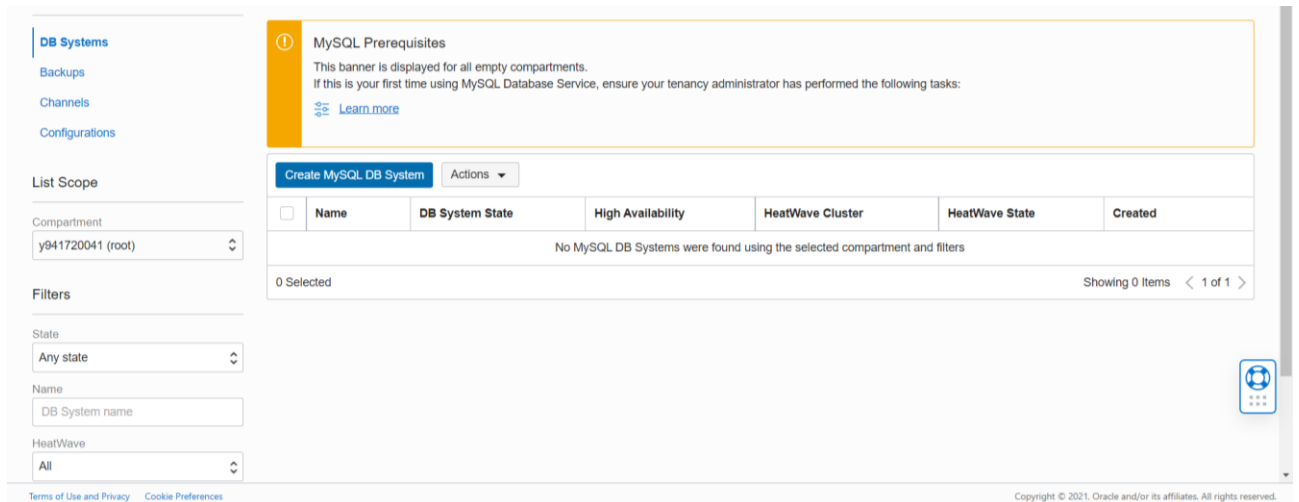 DB Systems
Backups
Channels
Configurations
List Scope
Compartment
y941720041 (root)
Filters
State
Any state
Name
DB System name
HeatWave
All
MySQL Prerequisites
This banner is displayed for all empty compartments.
If this is your first time using MySQL Database Service, ensure your tenancy administrator has performed the following tasks:
Learn more
Create MySQL DB System Actions
Name DB System State High Availability HeatWave Cluster HeatWave State Created
No MySQL DB Systems were found using the selected compartment and filters
0 Selected Showing 0 Items < 1 of 1 >
Terms of Use and Privacy Cookie Preferences Copyright © 2021, Oracle and/or its affiliates. All rights reserved.